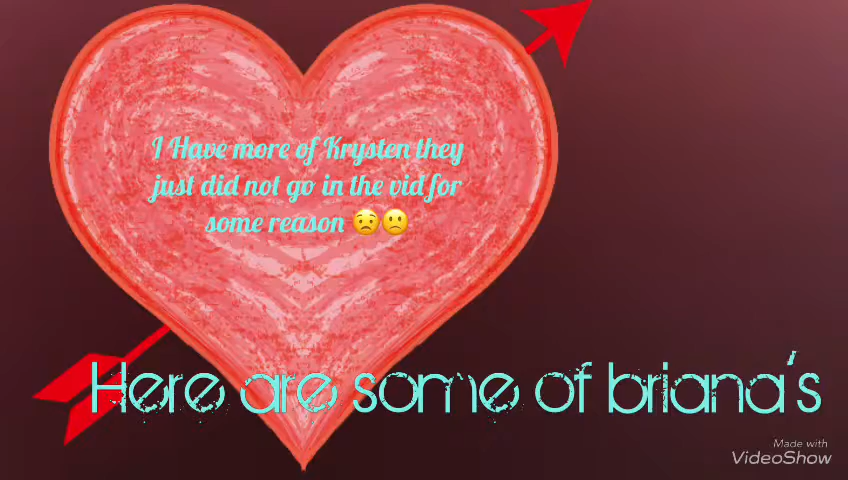 I Have more of Krysten they
just did not go in the vid for
some reason 😟🙁
Here are some of briana's
Made with
VideoShow